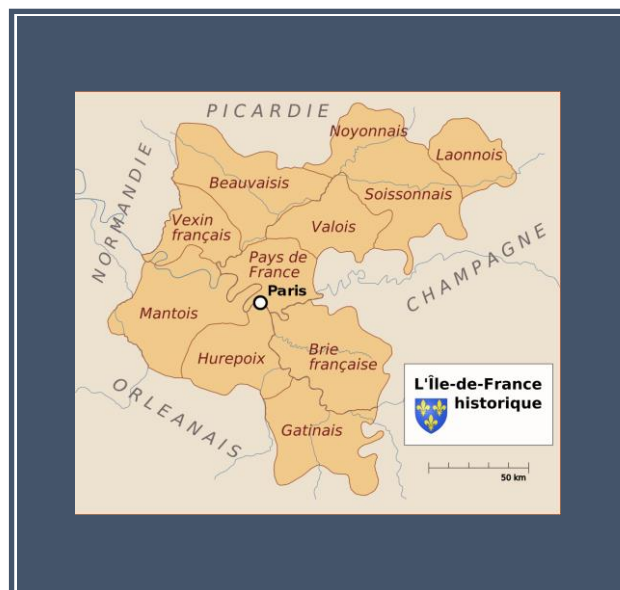 PICARDIE
Noyonnais
Laonnois
NORMANDIE
Beauvaisis
Soissonnais
Vexin
français
Valois
CHAMPAGNE
Pays de
France
Paris
Mantois
Hurepoix
Brie
française
L'Île-de-France
historique
ORLEANAIS
Gatinais
50 km